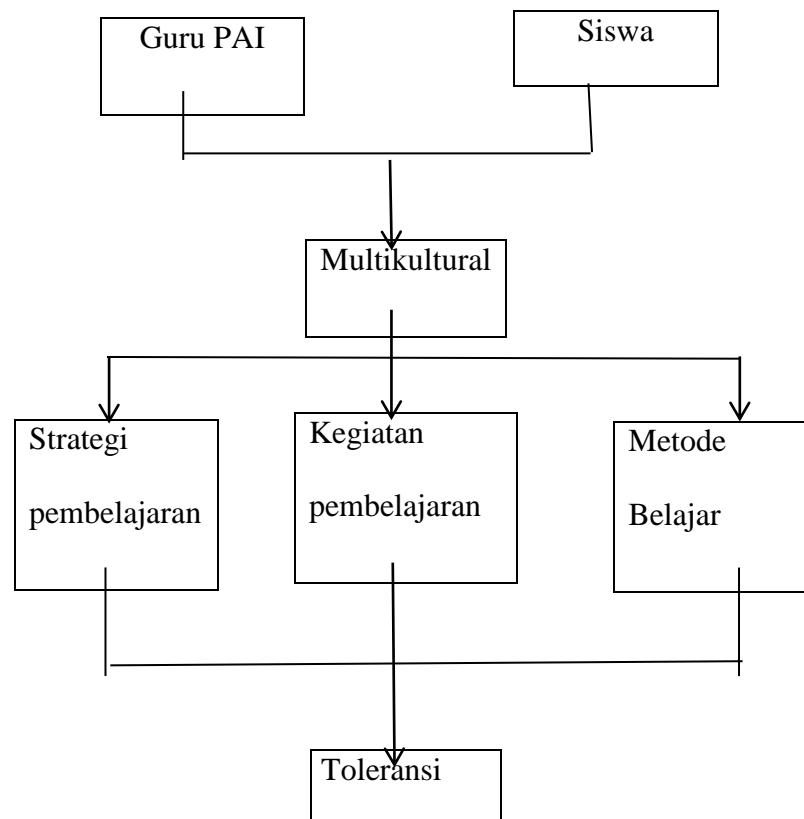 Guru PAI
Siswa
Multikultural
Strategi
pembelajaran
Kegiatan
pembelajaran
Metode
Belajar
Toleransi